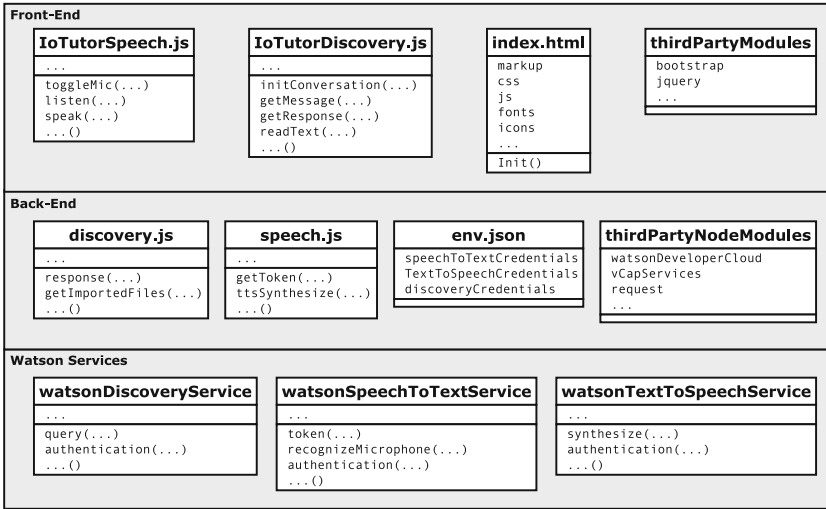 Front-End
IoTutorSpeech.js
...
toggleMic(...)
listen(...)
speak(...)
...()
IoTutorDiscovery.js
...
initConversation(...)
getMessage(...)
getResponse(...)
readText(...)
...()
index.html
markup
css
js
fonts
icons
...
Init()
thirdPartyModules
bootstrap
jquery
...
Back-End
discovery.js
...
response(...)
getImportedFiles(...)
...()
speech.js
...
getToken(...)
ttsSynthesize(...)
...()
env.json
speechToTextCredentials
TextToSpeechCredentials
discoveryCredentials
thirdPartyNodeModules
watsonDeveloperCloud
vCapServices
request
...
Watson Services
watsonDiscoveryService
...
query(...)
authentication(...)
...()
watsonSpeechToTextService
...
token(...)
recognizeMicrophone(...)
authentication(...)
...()
watsonTextToSpeechService
...
synthesize(...)
authentication(...)
...()